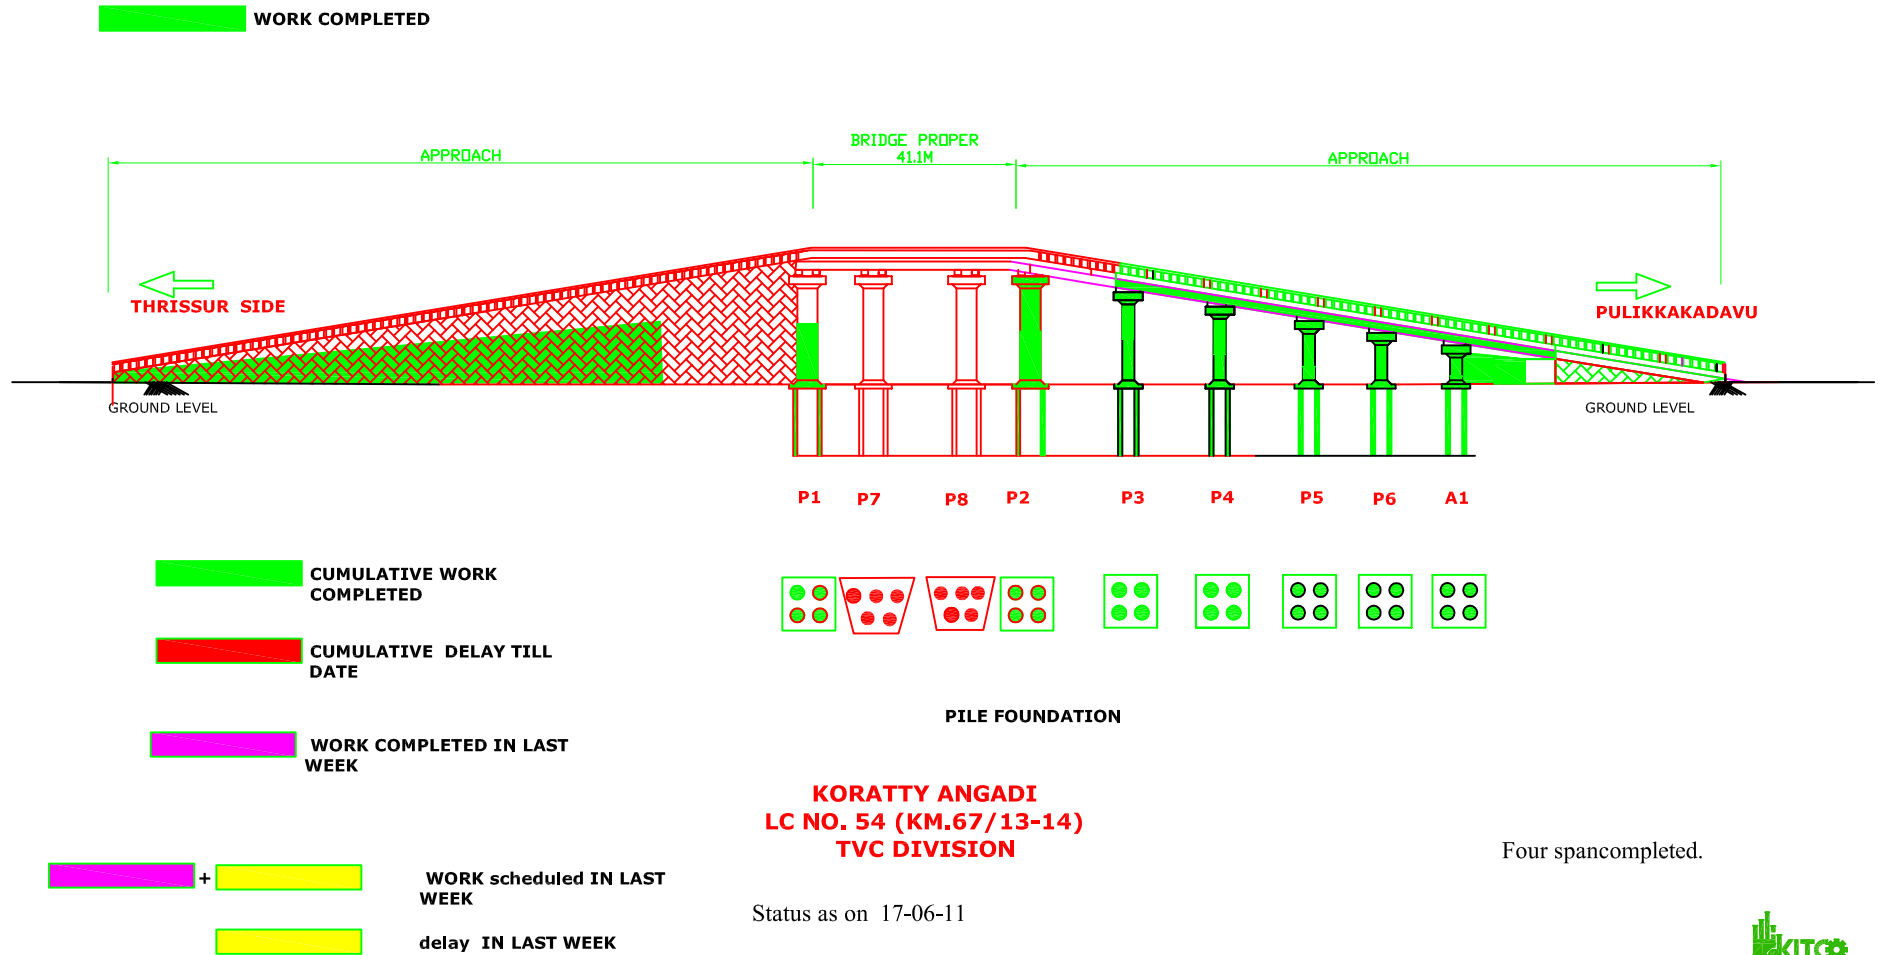 WORK COMPLETED
BRIDGE PROPER
APPROACH
41.1M
APPROACH
THRISSUR SIDE
PULIKKAKADAVU
GROUND LEVEL
GROUND LEVEL
P1 P7 P8 P2 P3 P4 P5 P6 A1
CUMULATIVE WORK
COMPLETED
CUMULATIVE DELAY TILL
DATE
PILE FOUNDATION
WORK COMPLETED IN LAST
WEEK
KORATTY ANGADI
LC NO. 54 (KM.67/13-14)
TVC DIVISION
Four spancompleted.
+ WORK scheduled IN LAST
WEEK
Status as on 17-06-11
delay IN LAST WEEK
KITCO